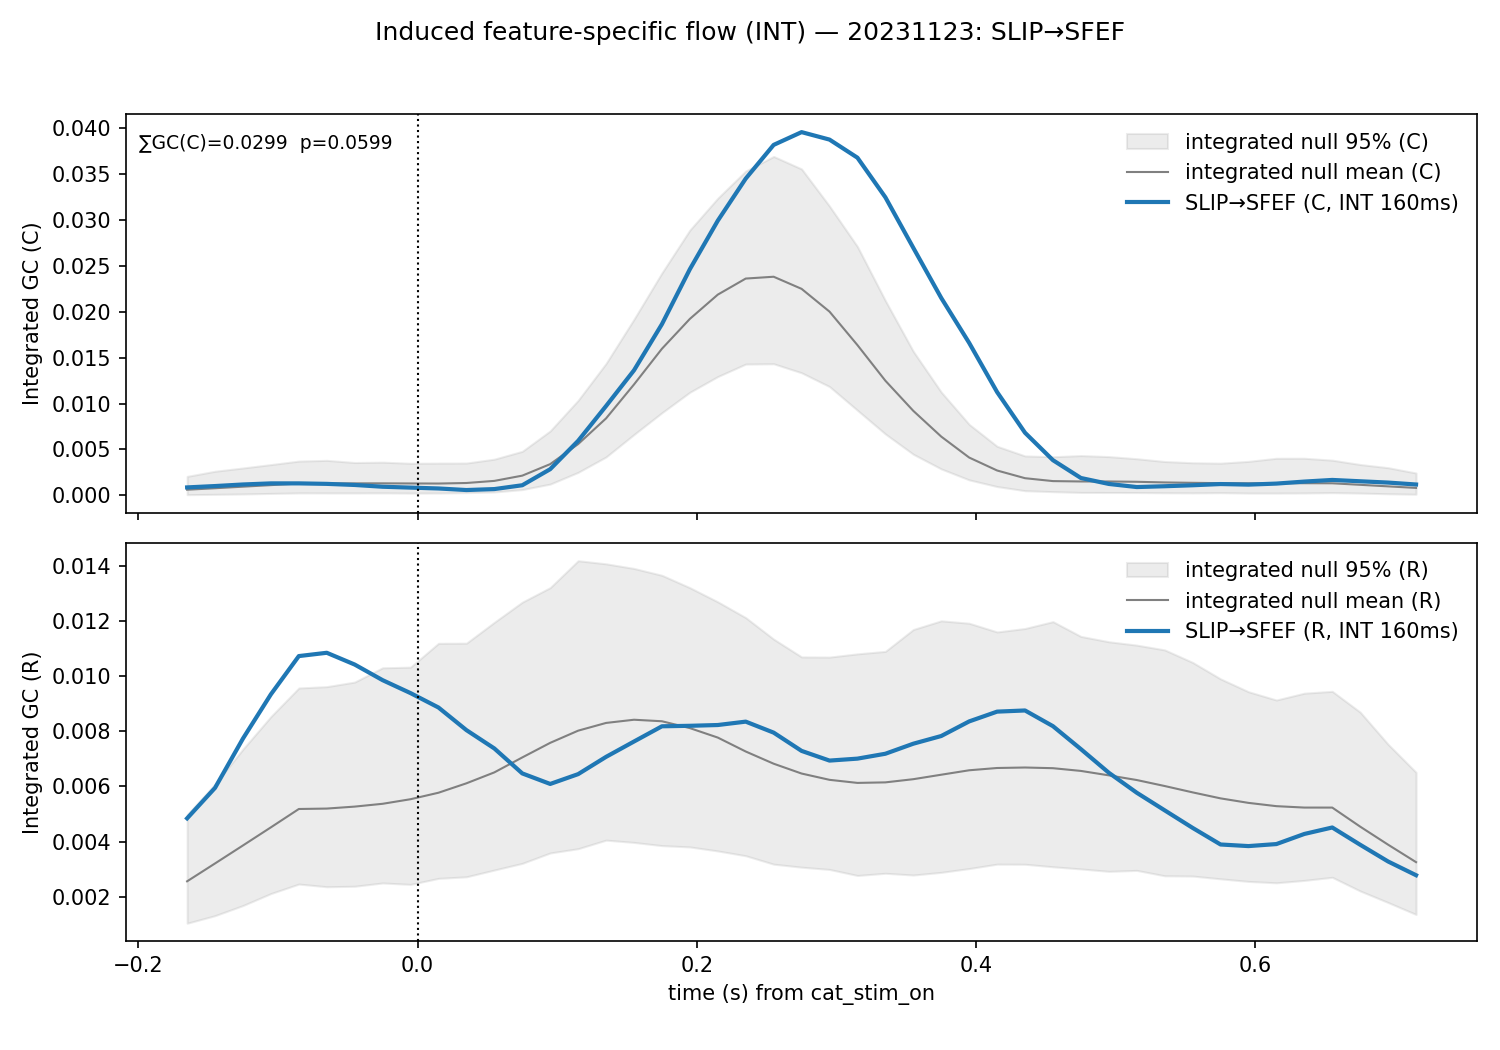 Induced feature-specific flow (INT) — 20231123: SLIP→SFEF
∑GC(C)=0.0299  p=0.0599
integrated null 95% (C)
integrated null mean (C)
SLIP→SFEF (C, INT 160ms)
Integrated GC (C)
0.040
0.035
0.030
0.025
0.020
0.015
0.010
0.005
0.000
integrated null 95% (R)
integrated null mean (R)
SLIP→SFEF (R, INT 160ms)
Integrated GC (R)
0.014
0.012
0.010
0.008
0.006
0.004
0.002
−0.2 0.0 0.2 0.4 0.6
time (s) from cat_stim_on